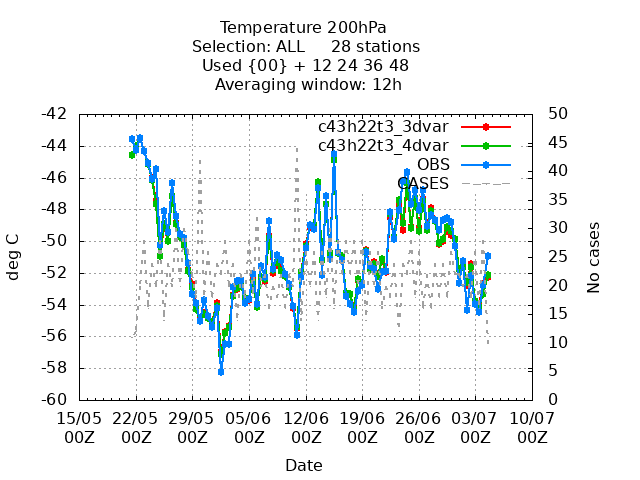 Temperature 200hPa
Selection: ALL 28 stations
Used {00} + 12 24 36 48
Averaging window: 12h
-42 50
c43h22t3_3dvar
-44 45
c43h22t3_4dvar
OBS
-46 40
CASES
-48 35
-50 30
-52 25
-54 20
-56 15
-58 10
5
-60 0
deg C
No cases
15/05 22/05 29/05 05/06 12/06 19/06 26/06 03/07 10/07
00Z 00Z 00Z 00Z 00Z 00Z 00Z 00Z 00Z
Date